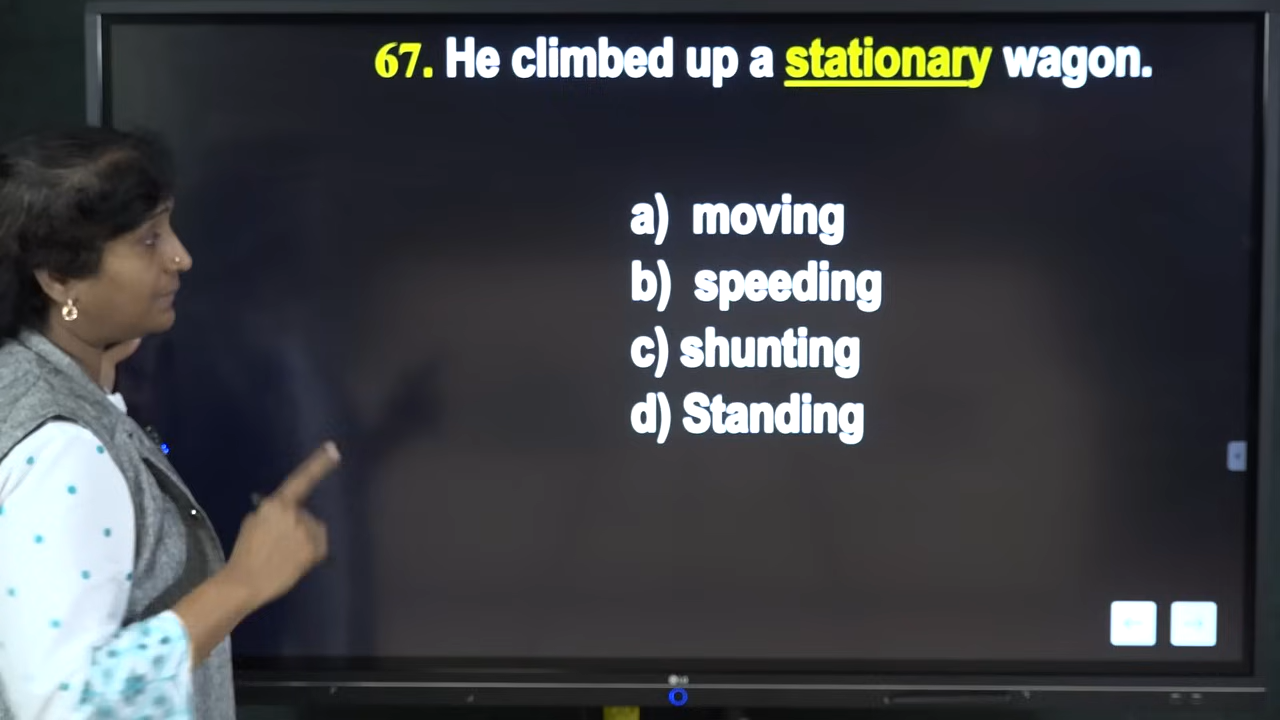 67. He climbed up a stationary wagon.
a) moving
b) speeding
c) shunting
d) Standing